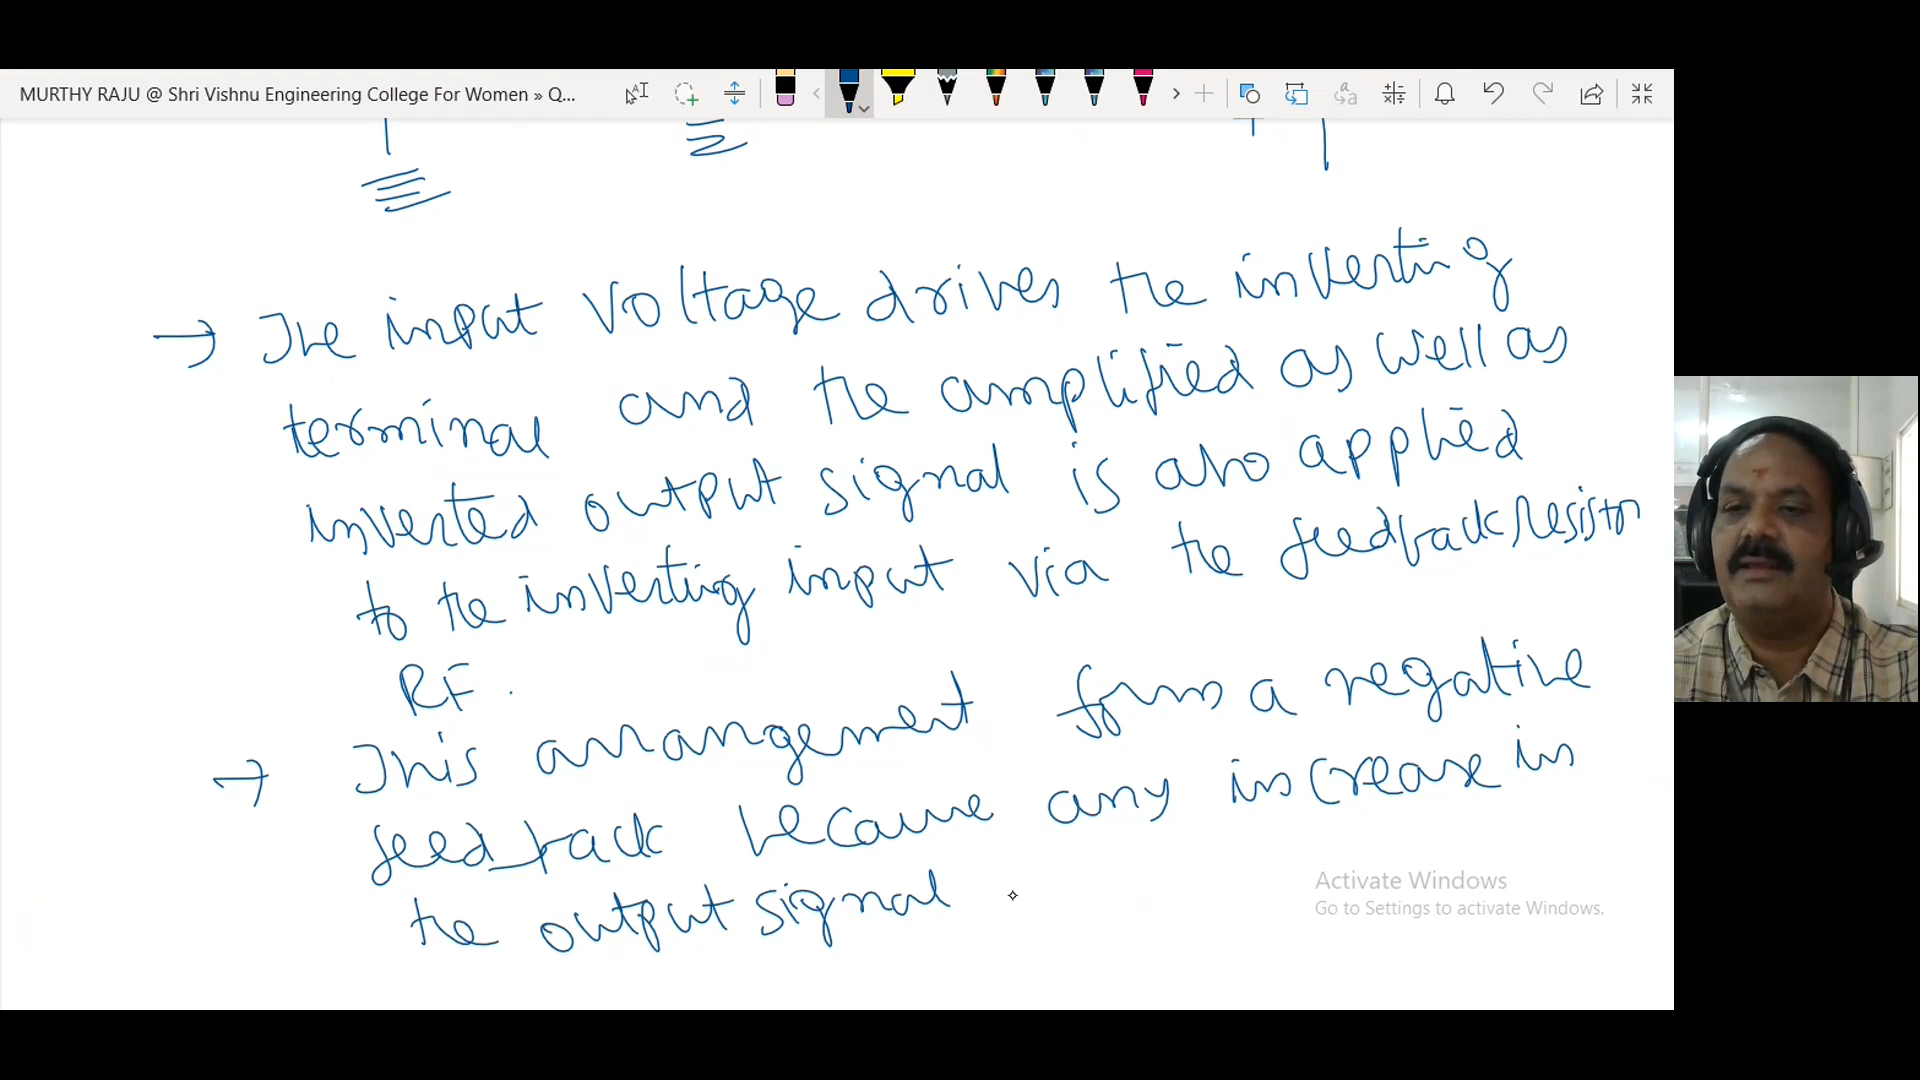 MURTHY RAJU @ Shri Vishnu Engineering College For Women » Q...
→ The input voltage drives the inverting
terminal and the amplified as well as
inverted output signal is also applied
to the inverting input via the feedback resistor
RF.
→ This arrangement forms a negative
feedback because any increase in
the output signal
Activate Windows
Go to Settings to activate Windows.